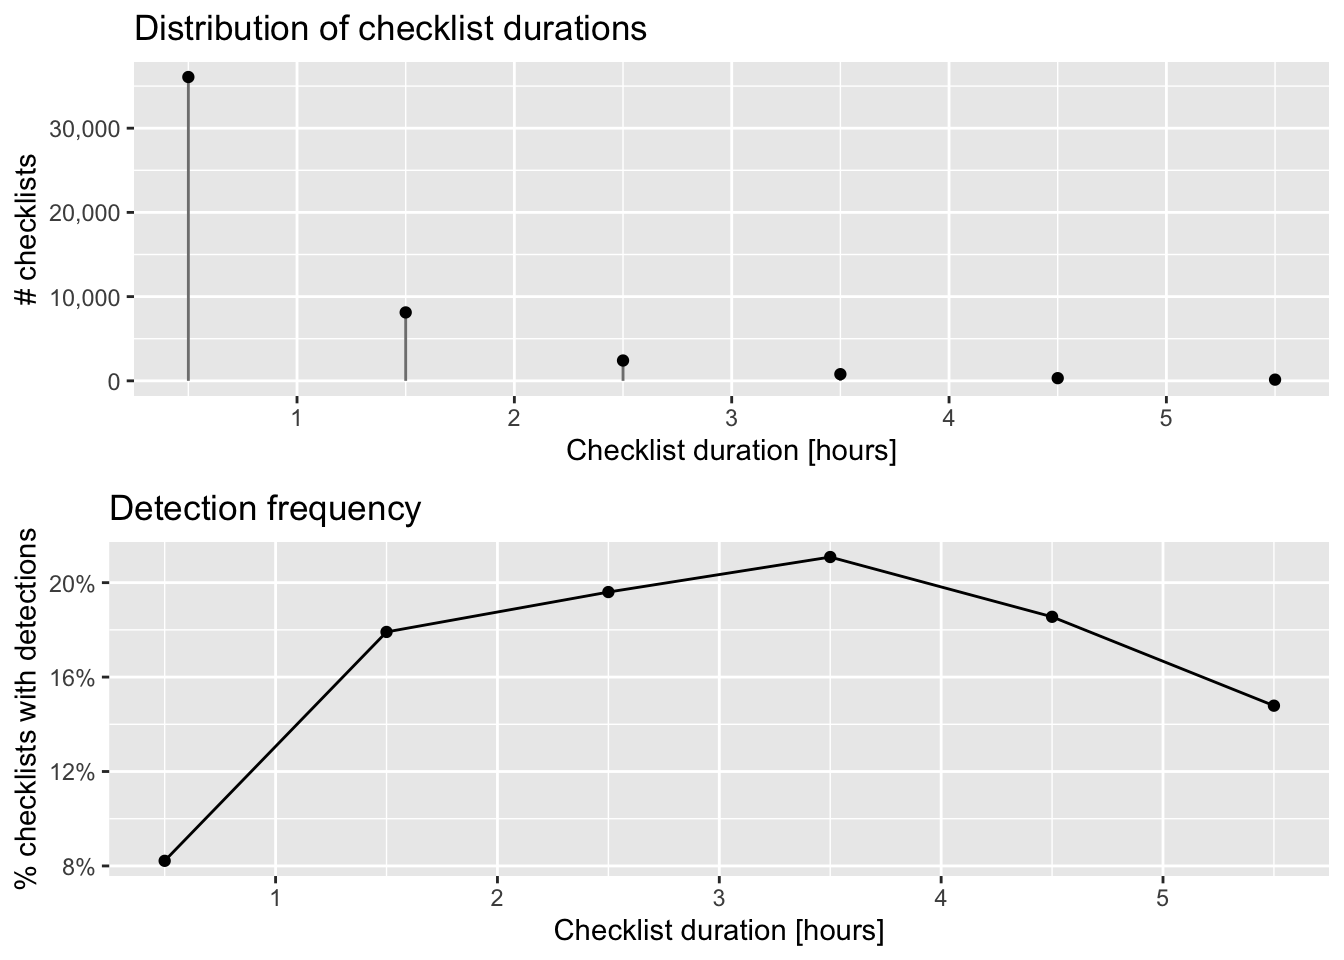 Distribution of checklist durations
# checklists
30,000
20,000
10,000
0
1 2 3 4 5
Checklist duration [hours]
Detection frequency
% checklists with detections
20%
16%
12%
8%
1 2 3 4 5
Checklist duration [hours]